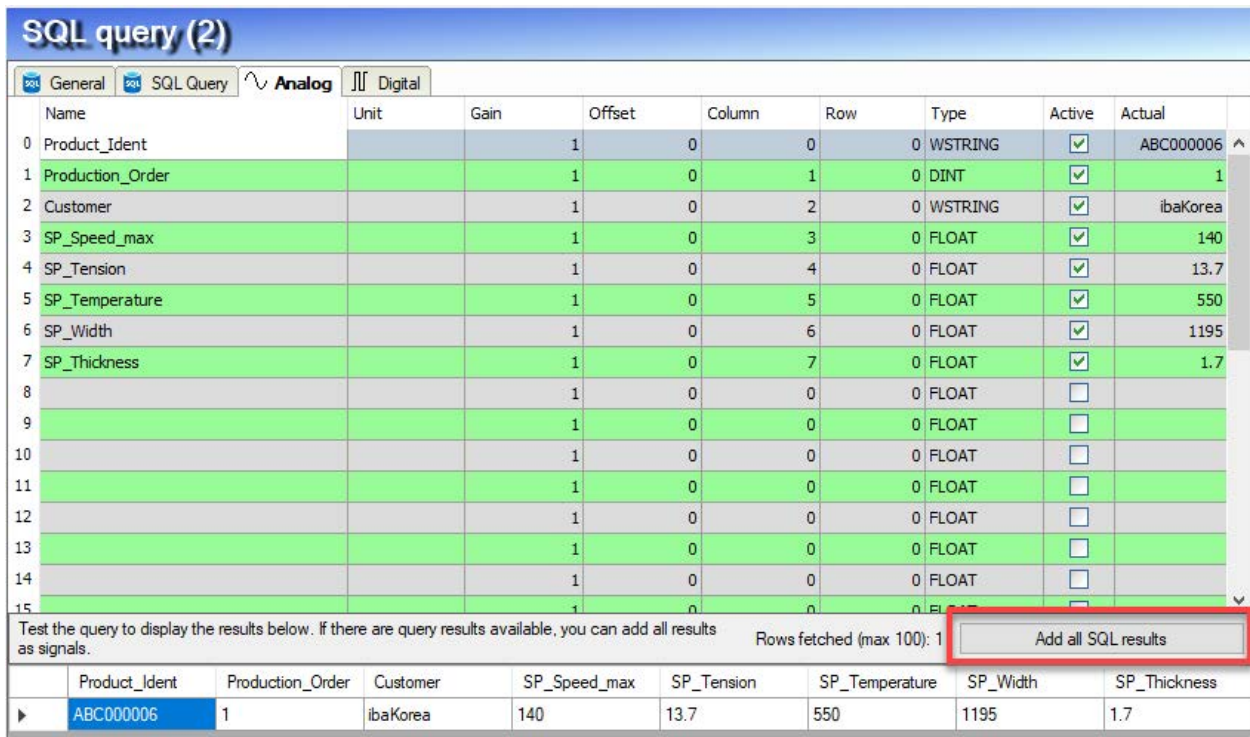 SQL query (2)
General SQL Query Analog Digital
Name Unit Gain Offset Column Row Type Active Actual
0 Product_Ident 1 0 0 0 WSTRING ABC000006
1 Production_Order 1 0 1 0 DINT 1
2 Customer 1 0 2 0 WSTRING ibaKorea
3 SP_Speed_max 1 0 3 0 FLOAT 140
4 SP_Tension 1 0 4 0 FLOAT 13.7
5 SP_Temperature 1 0 5 0 FLOAT 550
6 SP_Width 1 0 6 0 FLOAT 1195
7 SP_Thickness 1 0 7 0 FLOAT 1.7
8 1 0 0 0 FLOAT
9 1 0 0 0 FLOAT
10 1 0 0 0 FLOAT
11 1 0 0 0 FLOAT
12 1 0 0 0 FLOAT
13 1 0 0 0 FLOAT
14 1 0 0 0 FLOAT
15 1 0 0 0 FLOAT
Test the query to display the results below. If there are query results available, you can add all results
as signals.
Rows fetched (max 100): 1 Add all SQL results
Product_Ident Production_Order Customer SP_Speed_max SP_Tension SP_Temperature SP_Width SP_Thickness
ABC000006 1 ibaKorea 140 13.7 550 1195 1.7